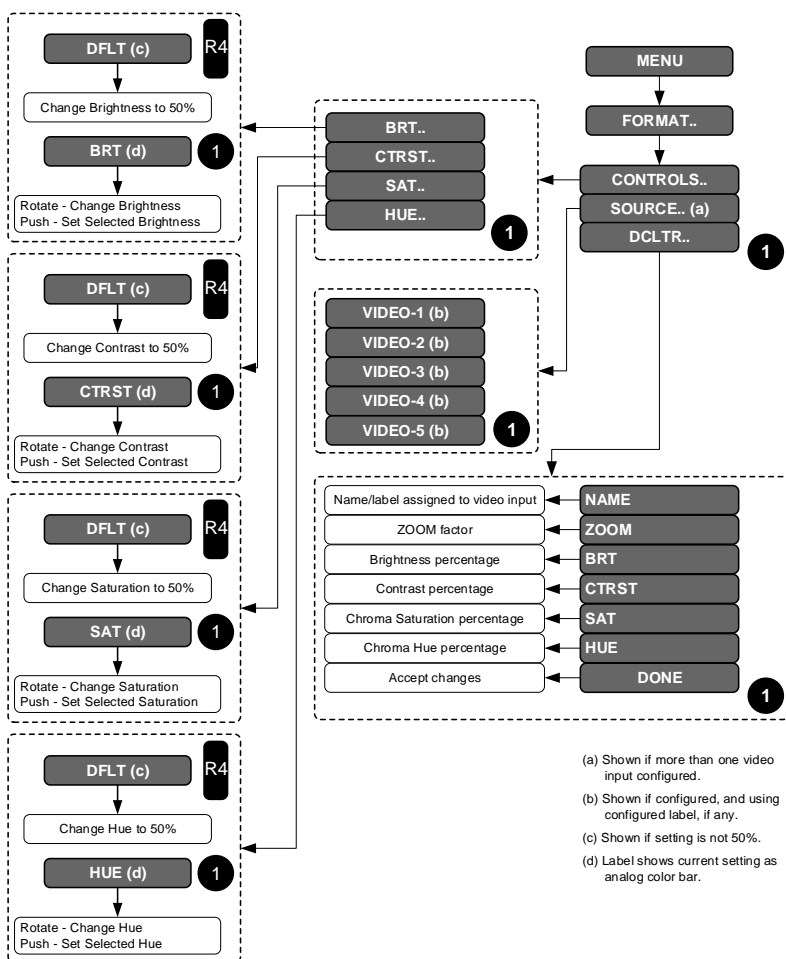 MENU
FORMAT..
CONTROLS..
SOURCE.. (a)
DCLTR..
1
BRT..
CTRST..
SAT..
HUE..
1
DFLT (c)
R4
Change Brightness to 50%
BRT (d)
1
Rotate - Change Brightness
Push - Set Selected Brightness
DFLT (c)
R4
Change Contrast to 50%
CTRST (d)
1
Rotate - Change Contrast
Push - Set Selected Contrast
DFLT (c)
R4
Change Saturation to 50%
SAT (d)
1
Rotate - Change Saturation
Push - Set Selected Saturation
DFLT (c)
R4
Change Hue to 50%
HUE (d)
1
Rotate - Change Hue
Push - Set Selected Hue
VIDEO-1 (b)
VIDEO-2 (b)
VIDEO-3 (b)
VIDEO-4 (b)
VIDEO-5 (b)
1
Name/label assigned to video input
NAME
ZOOM factor
ZOOM
Brightness percentage
BRT
Contrast percentage
CTRST
Chroma Saturation percentage
SAT
Chroma Hue percentage
HUE
Accept changes
DONE
1
(a) Shown if more than one video
input configured.
(b) Shown if configured, and using
configured label, if any.
(c) Shown if setting is not 50%.
(d) Label shows current setting as
analog color bar.